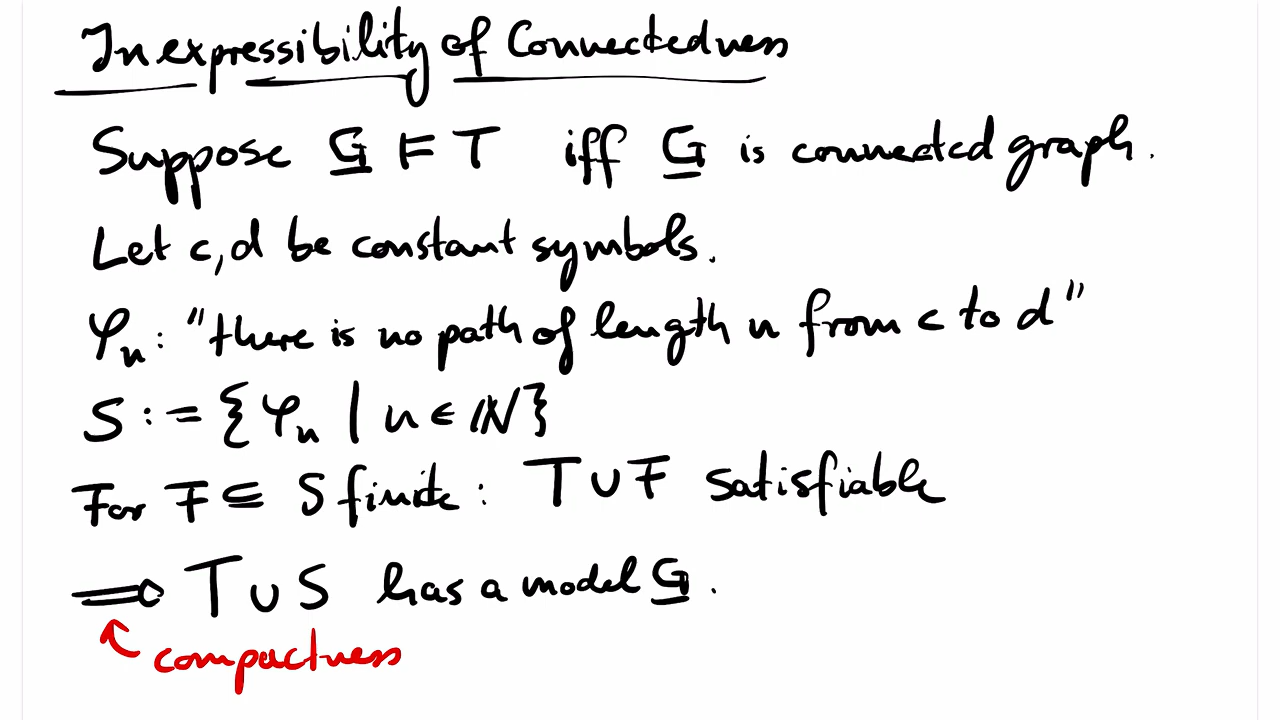 Inexpressibility of Connectedness
Suppose G ⊨ T iff G is connected graph.
Let c,d be constant symbols.
φₙ: "there is no path of length n from c to d"
S := {φₙ | n ∈ ℕ}
For F ⊆ S finite: T ∪ F satisfiable
⟹ T ∪ S has a model G.
compactness